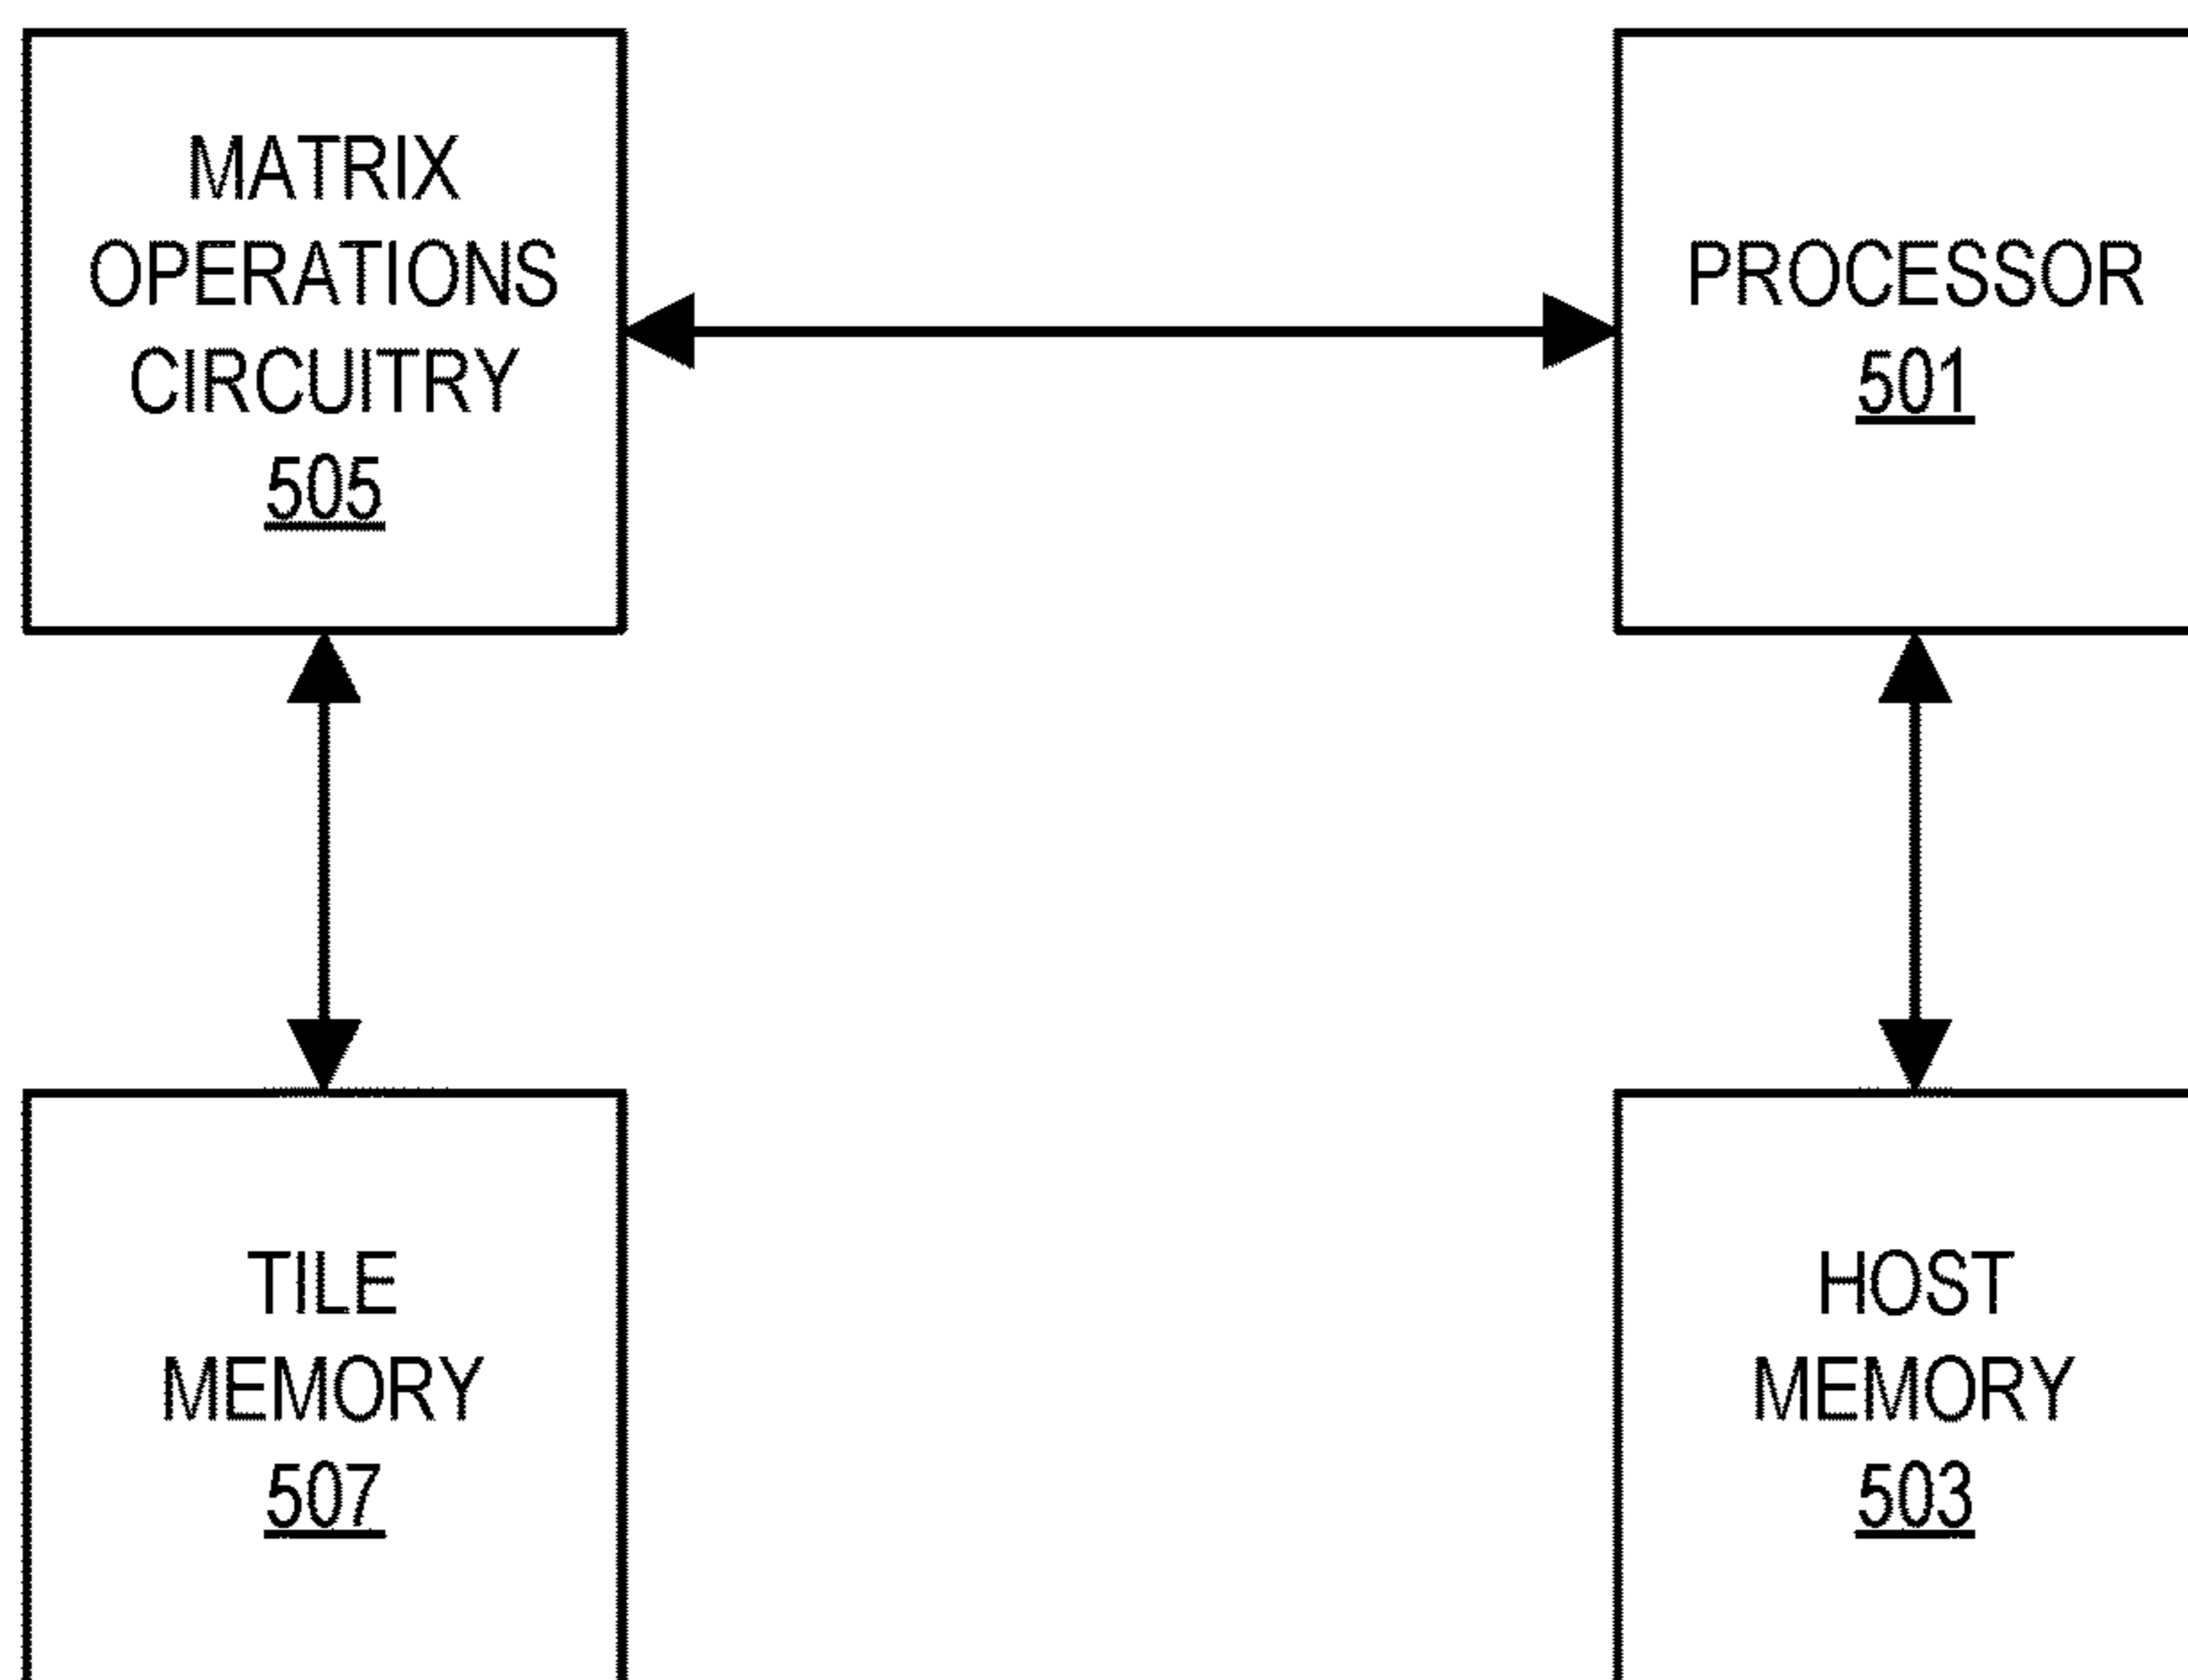 MATRIX
OPERATIONS
CIRCUITRY
505
PROCESSOR
501
TILE
MEMORY
507
HOST
MEMORY
503